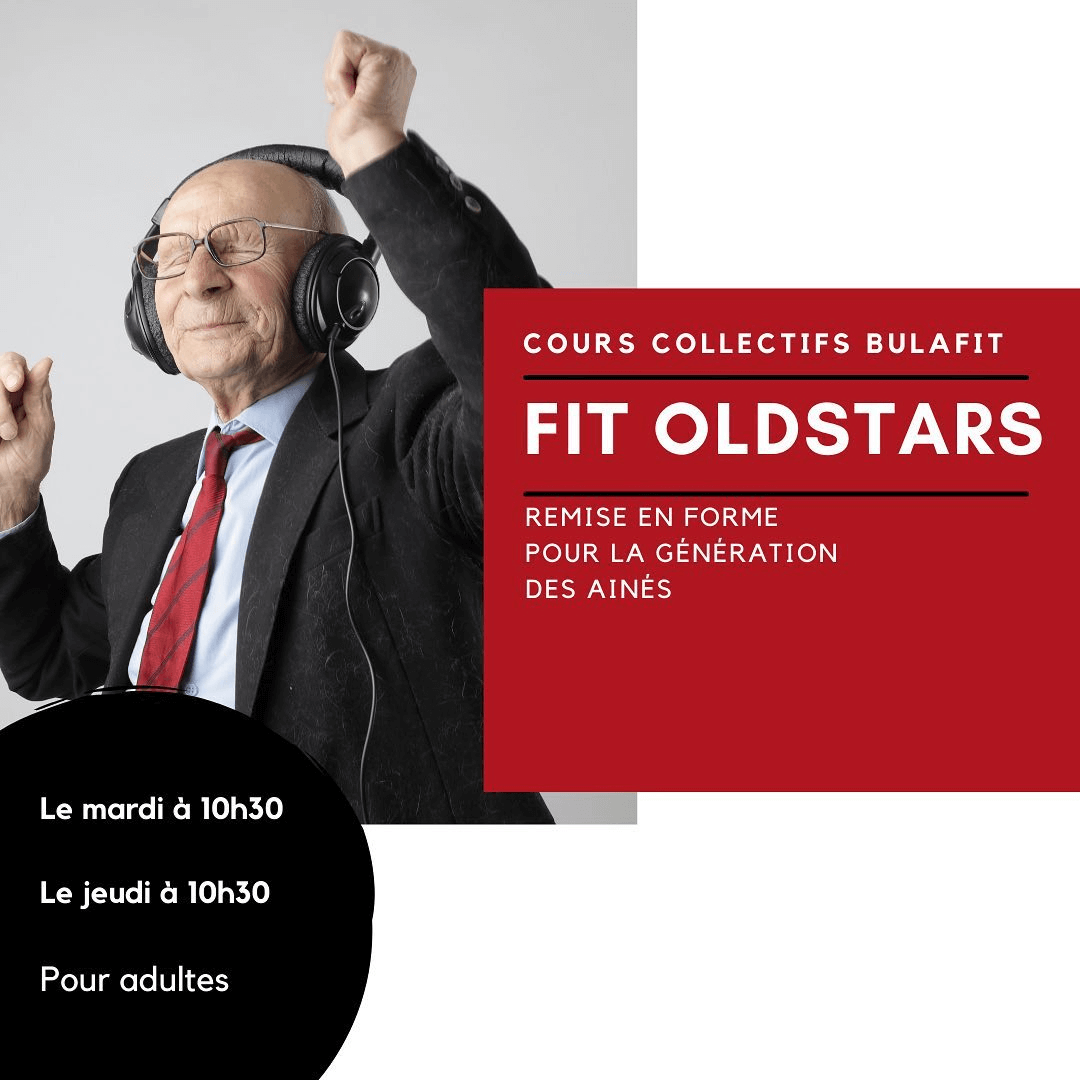 COURS COLLECTIFS BULAFIT
FIT OLDSTARS
REMISE EN FORME
POUR LA GÉNÉRATION
DES AINÉS
Le mardi à 10h30
Le jeudi à 10h30
Pour adultes